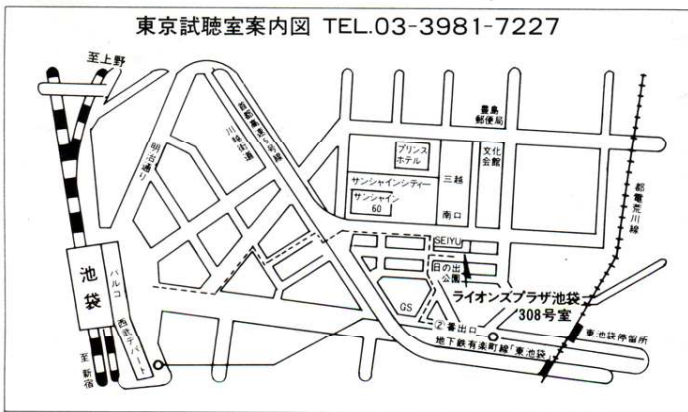 東京試聴室案内図 TEL.03-3981-7227
至上野
明治通り
川越街道
首都高速5号線
豊島
郵便局
プリンス
ホテル
三越
文化
会館
サンシャインシティー
サンシャイン
60
南口
都電荒川線
SEIYU
日の出
公園
池袋
パルコ
西武デパート
至新宿
GS
ライオンズプラザ池袋
308号室
②番出口
地下鉄有楽町線「東池袋」
東池袋停留所